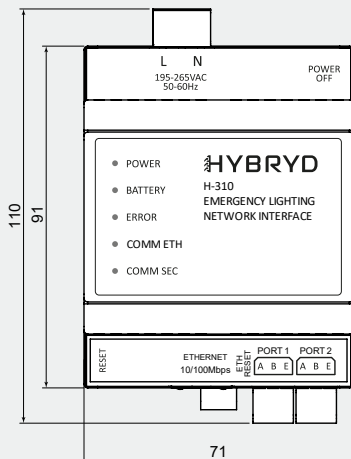 L N
195-265VAC
50-60Hz
POWER
OFF
110
91
POWER
BATTERY
ERROR
COMM ETH
COMM SEC
HYBRYD
H-310
EMERGENCY LIGHTING
NETWORK INTERFACE
RESET
ETHERNET
10/100Mbps
ETH
RESET
PORT 1
A B E
PORT 2
A B E
71